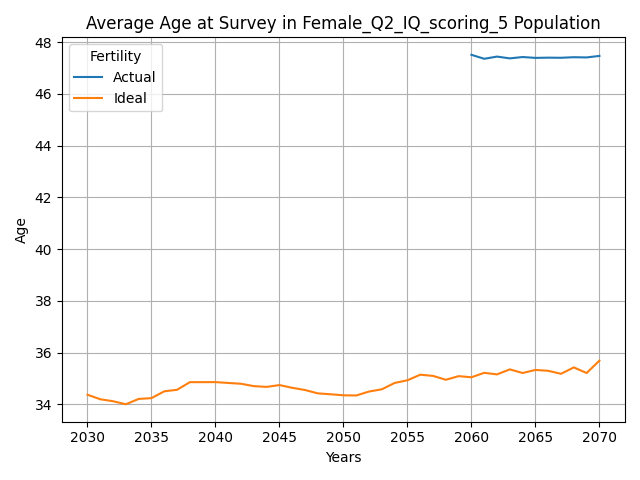 Average Age at Survey in Female_Q2_IQ_scoring_5 Population
Fertility
Actual
Ideal
Age
48
46
44
42
40
38
36
34
2030 2035 2040 2045 2050 2055 2060 2065 2070
Years